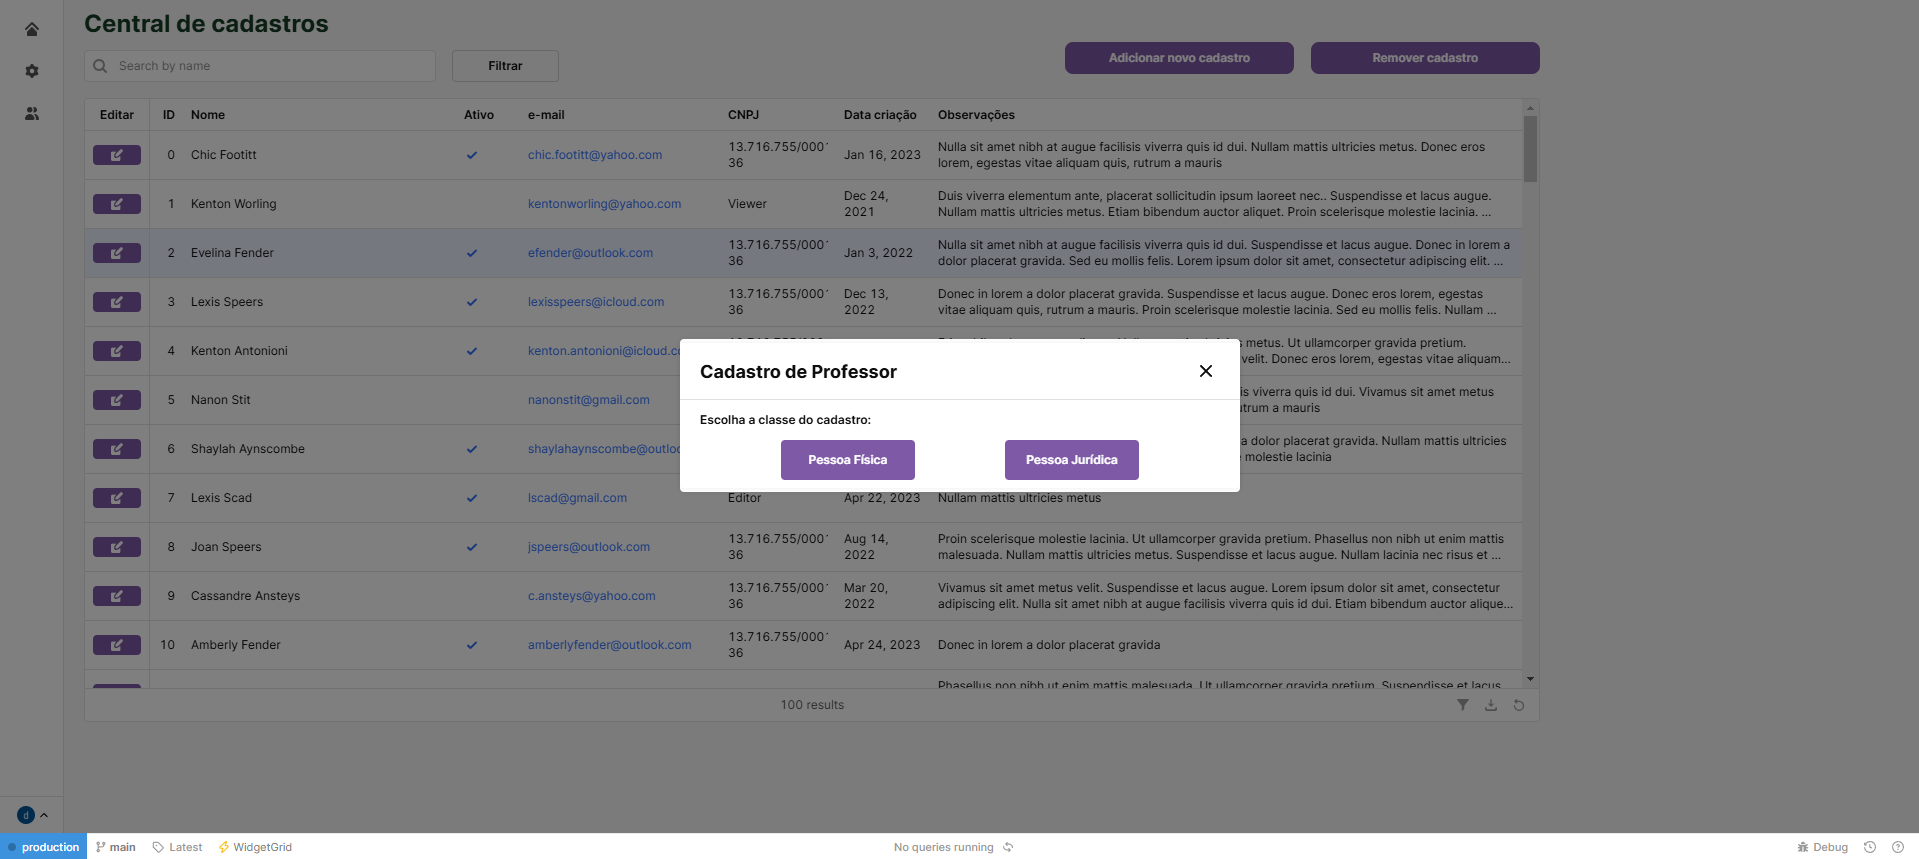 Central de cadastros
Search by name
Filtrar
Adicionar novo cadastro
Remover cadastro
Editar ID Nome Ativo e-mail CNPJ Data criação Observações
0 Chic Footitt chic.footitt@yahoo.com 13.716.755/000 36 Jan 16, 2023 Nulla sit amet nibh at augue facilisis viverra quis id dui. Nullam mattis ultricies metus. Donec eros
lorem, egestas vitae aliquam quis, rutrum a mauris
1 Kenton Worling kentonworling@yahoo.com Viewer Dec 24, 2021 Duis viverra elementum ante, placerat sollicitudin ipsum laoreet nec.. Suspendisse et lacus augue.
Nullam mattis ultricies metus. Etiam bibendum auctor aliquet. Proin scelerisque molestie lacinia. ...
2 Evelina Fender efender@outlook.com 13.716.755/000 36 Jan 3, 2022 Nulla sit amet nibh at augue facilisis viverra quis id dui. Suspendisse et lacus augue. Donec in lorem a
dolor placerat gravida. Sed eu mollis felis. Lorem ipsum dolor sit amet, consectetur adipiscing elit. ...
3 Lexis Speers lexisspeers@icloud.com 13.716.755/000 36 Dec 13, 2022 Donec in lorem a dolor placerat gravida. Suspendisse et lacus augue. Donec eros lorem, egestas
vitae aliquam quis, rutrum a mauris. Proin scelerisque molestie lacinia. Sed eu mollis felis. Nullam ...
4 Kenton Antonioni kenton.antonioni@icloud.c metus. Ut ullamcorper gravida pretium.
velit. Donec eros lorem, egestas vitae aliquam...
Cadastro de Professor
Escolha a classe do cadastro:
Pessoa Física
Pessoa Jurídica
5 Nanon Stit nanonstit@gmail.com is viverra quis id dui. Vivamus sit amet metus
utrum a mauris
6 Shaylah Aynscombe shaylahaynscombe@outlo a dolor placerat gravida. Nullam mattis ultricies
molestie lacinia
7 Lexis Scad lscad@gmail.com Editor Apr 22, 2023 Nullam mattis ultricies metus
8 Joan Speers jspeers@outlook.com 13.716.755/000 36 Aug 14, 2022 Proin scelerisque molestie lacinia. Ut ullamcorper gravida pretium. Phasellus non nibh ut enim mattis
malesuada. Nullam mattis ultricies metus. Suspendisse et lacus augue. Nullam lacinia nec risus et ...
9 Cassandre Ansteys c.ansteys@yahoo.com 13.716.755/000 36 Mar 20, 2022 Vivamus sit amet metus velit. Suspendisse et lacus augue. Lorem ipsum dolor sit amet, consectetur
adipiscing elit. Nulla sit amet nibh at augue facilisis viverra quis id dui. Etiam bibendum auctor alique...
10 Amberly Fender amberlyfender@outlook.com 13.716.755/000 36 Apr 24, 2023 Donec in lorem a dolor placerat gravida
Phasellus non nibh ut enim mattis malesuada. Ut ullamcorper gravida pretium. Suspendisse et lacus
100 results
d
production main Latest WidgetGrid No queries running Debug